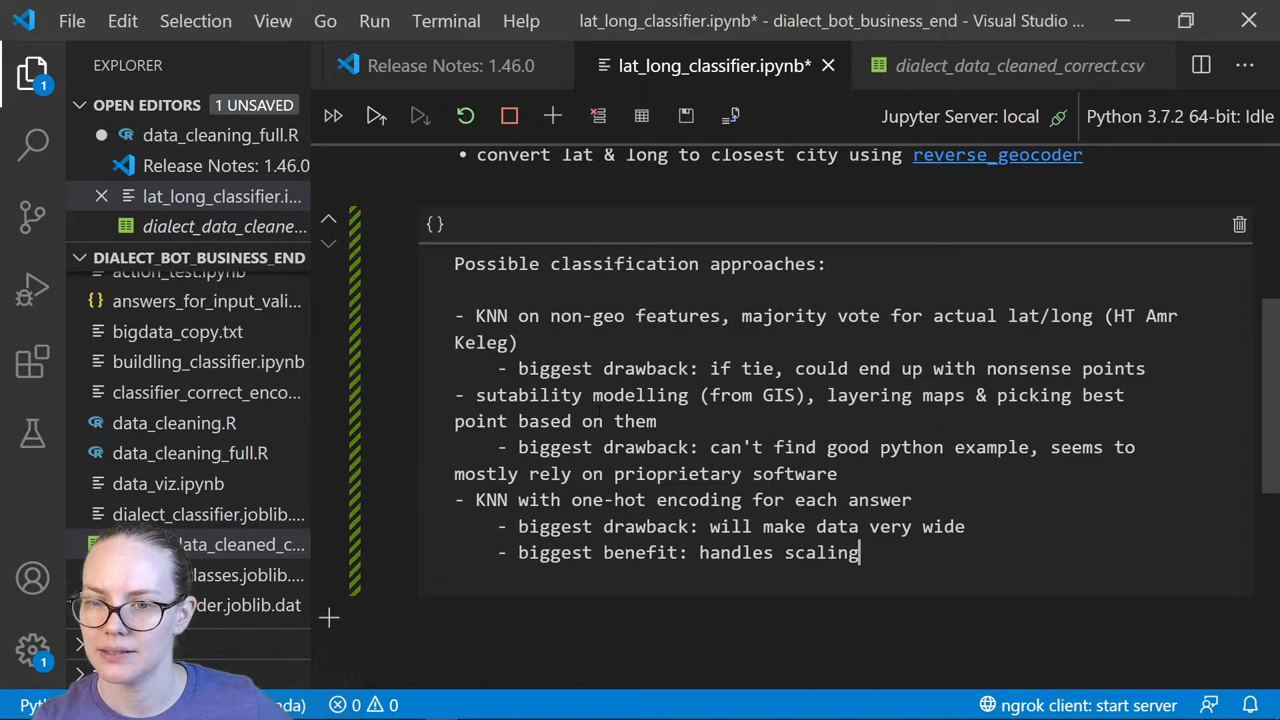 File Edit Selection View Go Run Terminal Help lat_long_classifier.ipynb* - dialect_bot_business_end - Visual Studio ...
EXPLORER
OPEN EDITORS 1 UNSAVED
data_cleaning_full.R
Release Notes: 1.46.0
lat_long_classifier.i...
dialect_data_cleane...
DIALECT_BOT_BUSINESS_END
action_test.ipynb
answers_for_input_vali...
bigdata_copy.txt
buildling_classifier.ipynb
classifier_correct_enco...
data_cleaning.R
data_cleaning_full.R
data_viz.ipynb
dialect_classifier.joblib....
ata_cleaned_c...
lasses.joblib....
der.joblib.dat
1
1
Release Notes: 1.46.0 lat_long_classifier.ipynb* dialect_data_cleaned_correct.csv
Jupyter Server: local Python 3.7.2 64-bit: Idle
• convert lat & long to closest city using reverse_geocoder
{}
Possible classification approaches:
- KNN on non-geo features, majority vote for actual lat/long (HT Amr
Keleg)
- biggest drawback: if tie, could end up with nonsense points
- sutability modelling (from GIS), layering maps & picking best
point based on them
- biggest drawback: can't find good python example, seems to
mostly rely on prioprietary software
- KNN with one-hot encoding for each answer
- biggest drawback: will make data very wide
- biggest benefit: handles scaling
Pyt nda) 0 0 ngrok client: start server